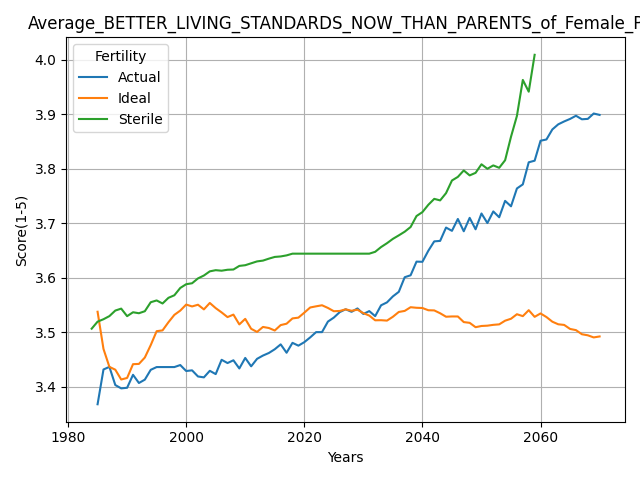 Average_BETTER_LIVING_STANDARDS_NOW_THAN_PARENTS_of_Female_
Fertility
Actual
Ideal
Sterile
4.0
3.9
3.8
3.7
3.6
3.5
3.4
Score(1-5)
1980
2000
2020
2040
2060
Years